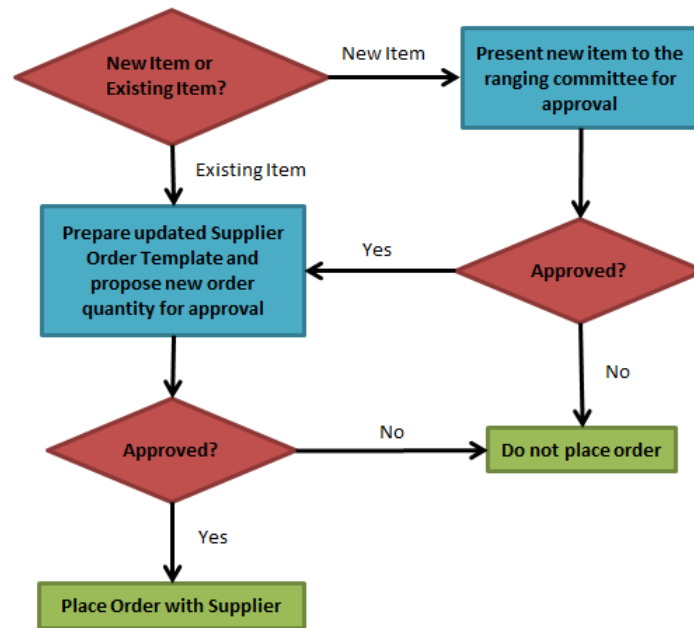 New Item or
Existing Item?
New Item
Present new item to the
ranging committee for
approval
Existing Item
Prepare updated Supplier
Order Template and
propose new order
quantity for approval
Yes
Approved?
No
Approved?
No
Do not place order
Yes
Place Order with Supplier